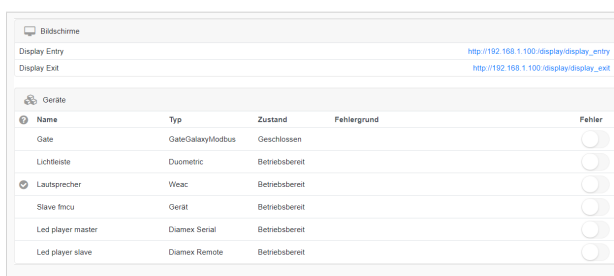 Bildschirme
Display Entry http://192.168.1.100:/display/display_entry
Display Exit http://192.168.1.100:/display/display_exit
Geräte
Name Typ Zustand Fehlergrund Fehler
Gate GateGalaxyModbus Geschlossen
Lichtleiste Duometric Betriebsbereit
Lautsprecher Weac Betriebsbereit
Slave fmcu Gerät Betriebsbereit
Led player master Diamex Serial Betriebsbereit
Led player slave Diamex Remote Betriebsbereit